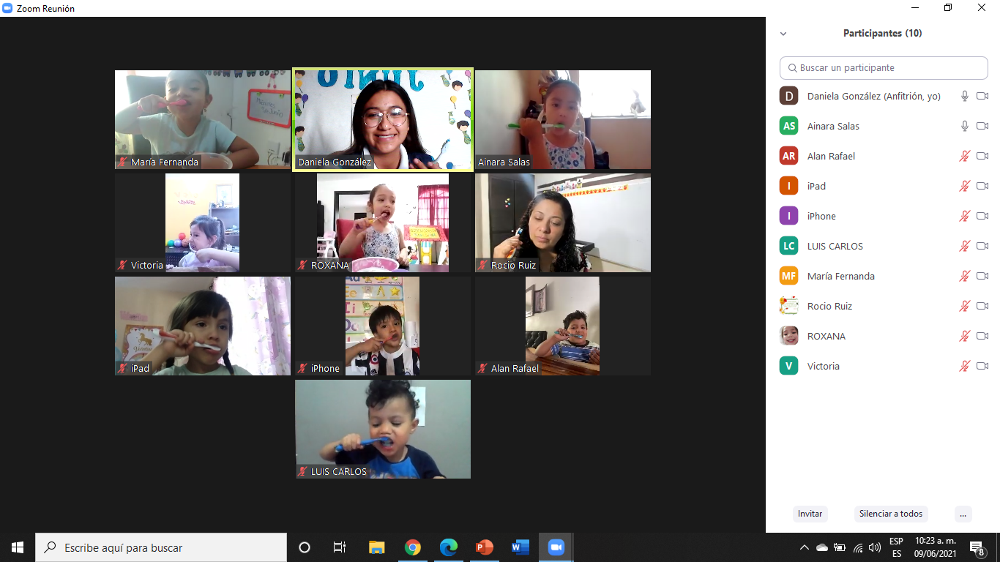 Zoom Reunión
Participantes (10)
Buscar un participante
D Daniela González (Anfitrión, yo)
AS Ainara Salas
AR Alan Rafael
I iPad
I iPhone
LC LUIS CARLOS
MF María Fernanda
Rocio Ruiz
ROXANA
V Victoria
Invitar
Silenciar a todos
...
María Fernanda
Daniela González
Ainara Salas
Victoria
ROXANA
Rocio Ruiz
iPad
iPhone
Alan Rafael
LUIS CARLOS
Escribe aquí para buscar
ESP
ES
10:23 a. m.
09/06/2021
8